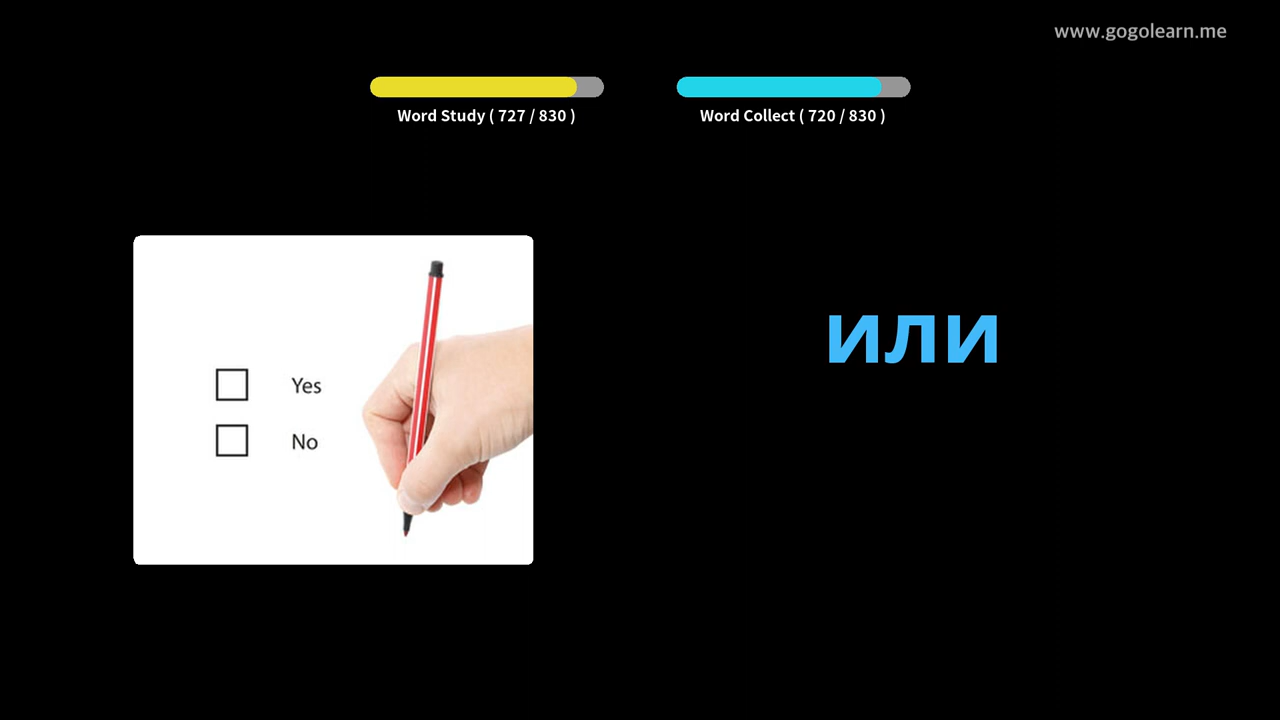 www.gogolearn.me
Word Study ( 727 / 830 )
Word Collect ( 720 / 830 )
или
Yes
No